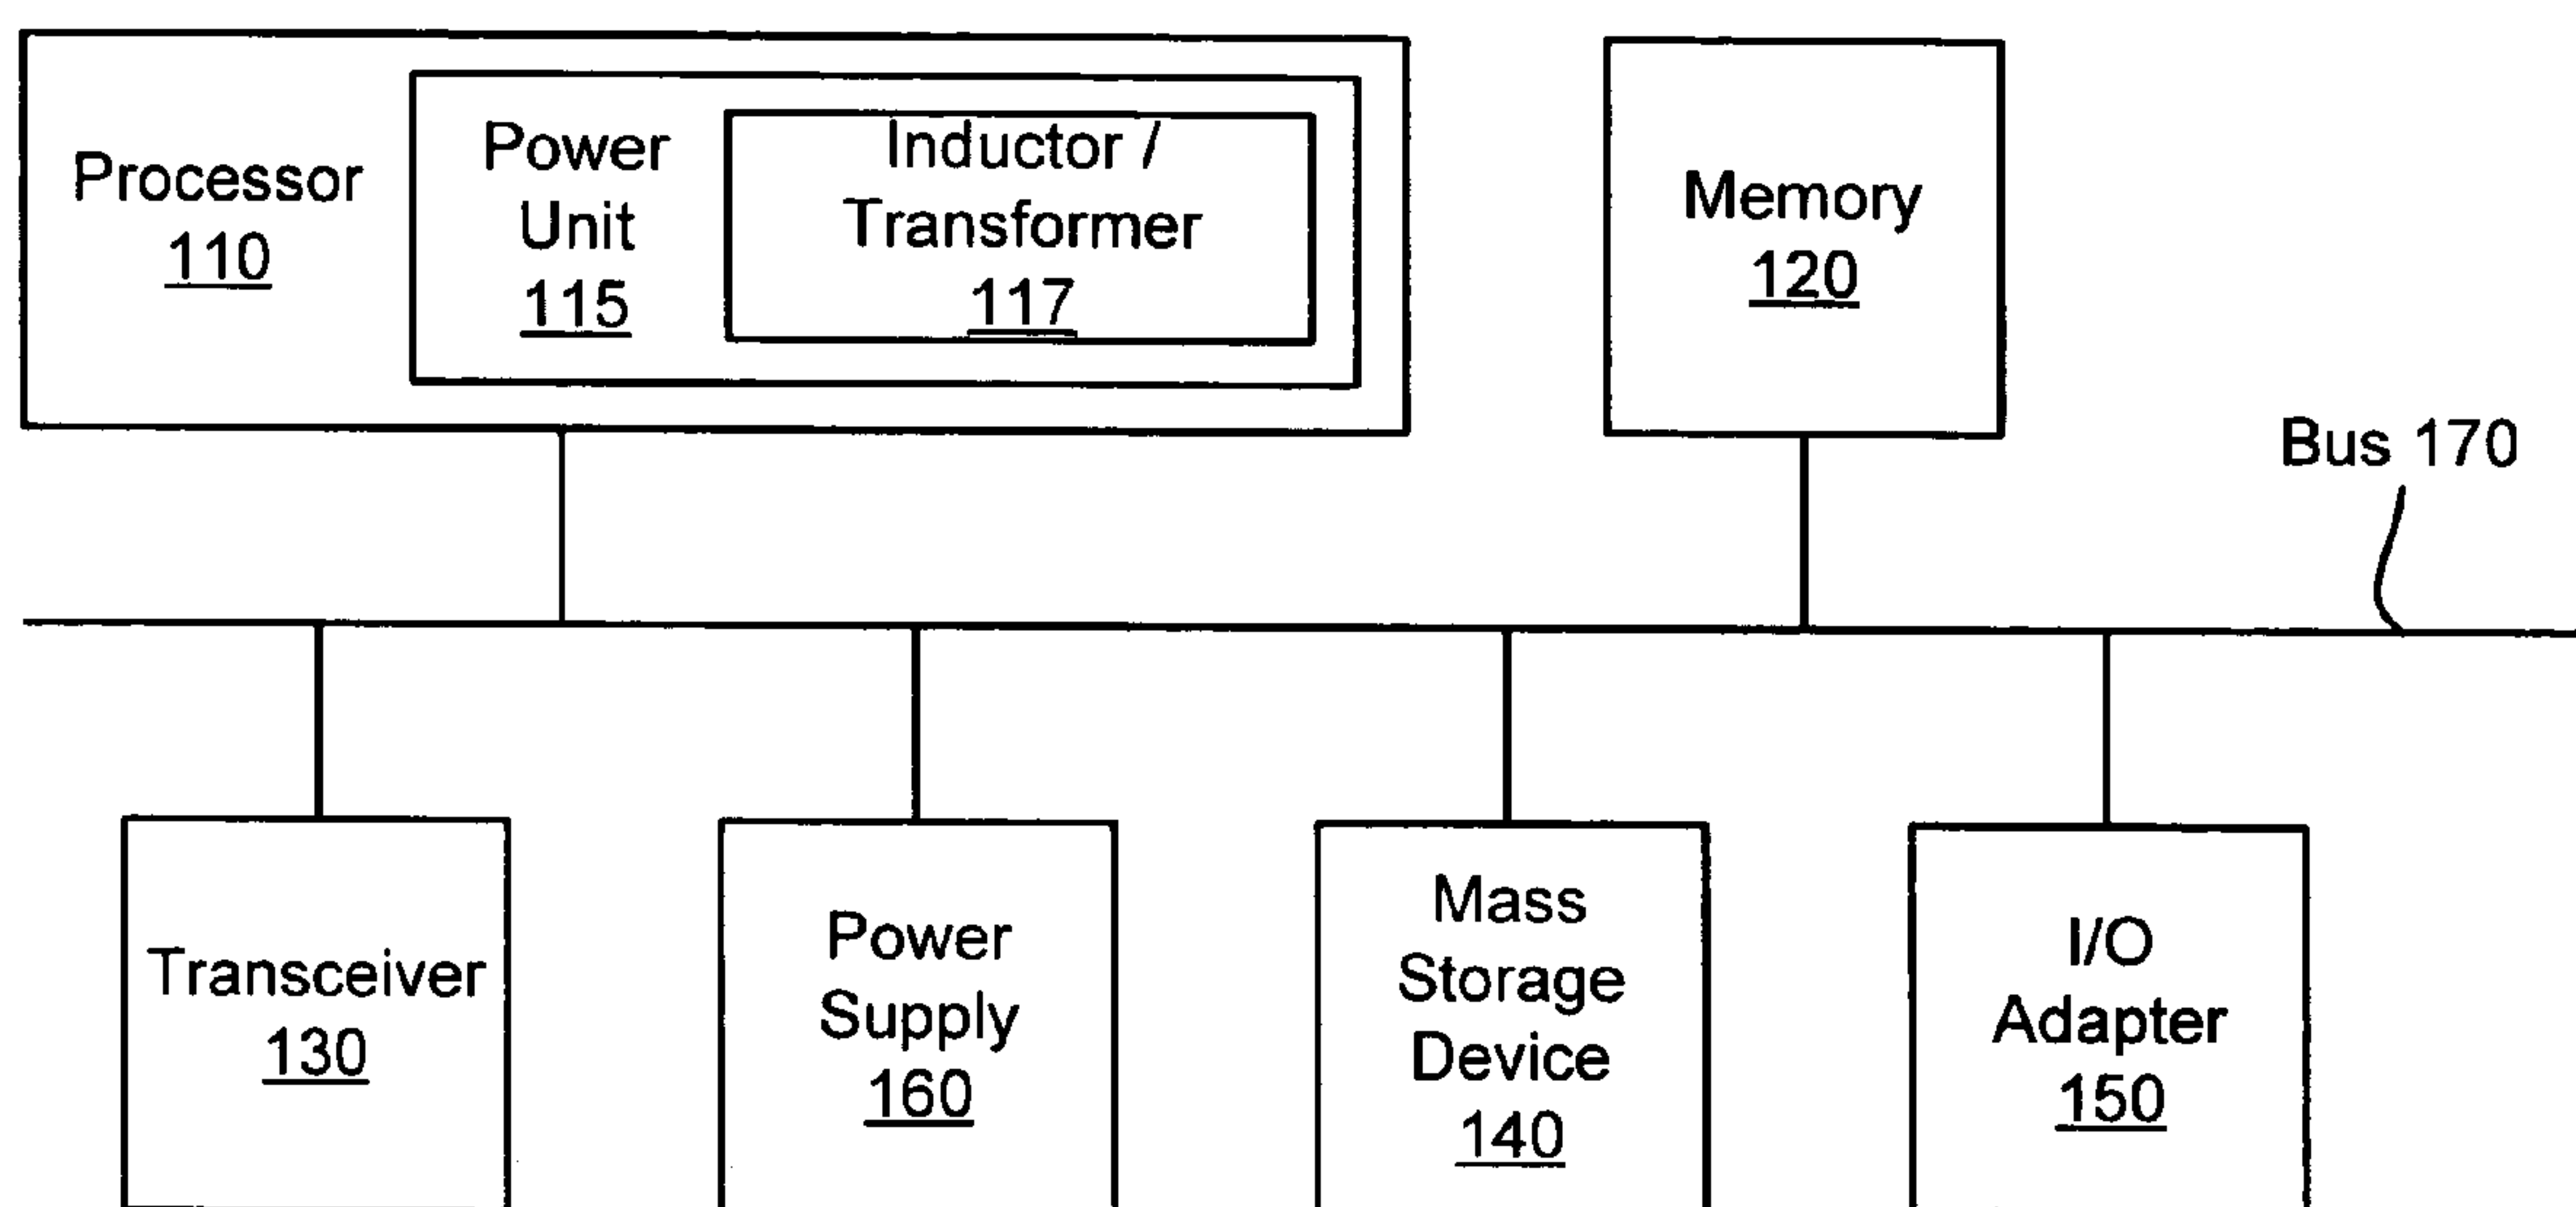 Processor
110
Power
Unit
115
Inductor /
Transformer
117
Memory
120
Bus 170
Transceiver
130
Power
Supply
160
Mass
Storage
Device
140
I/O
Adapter
150